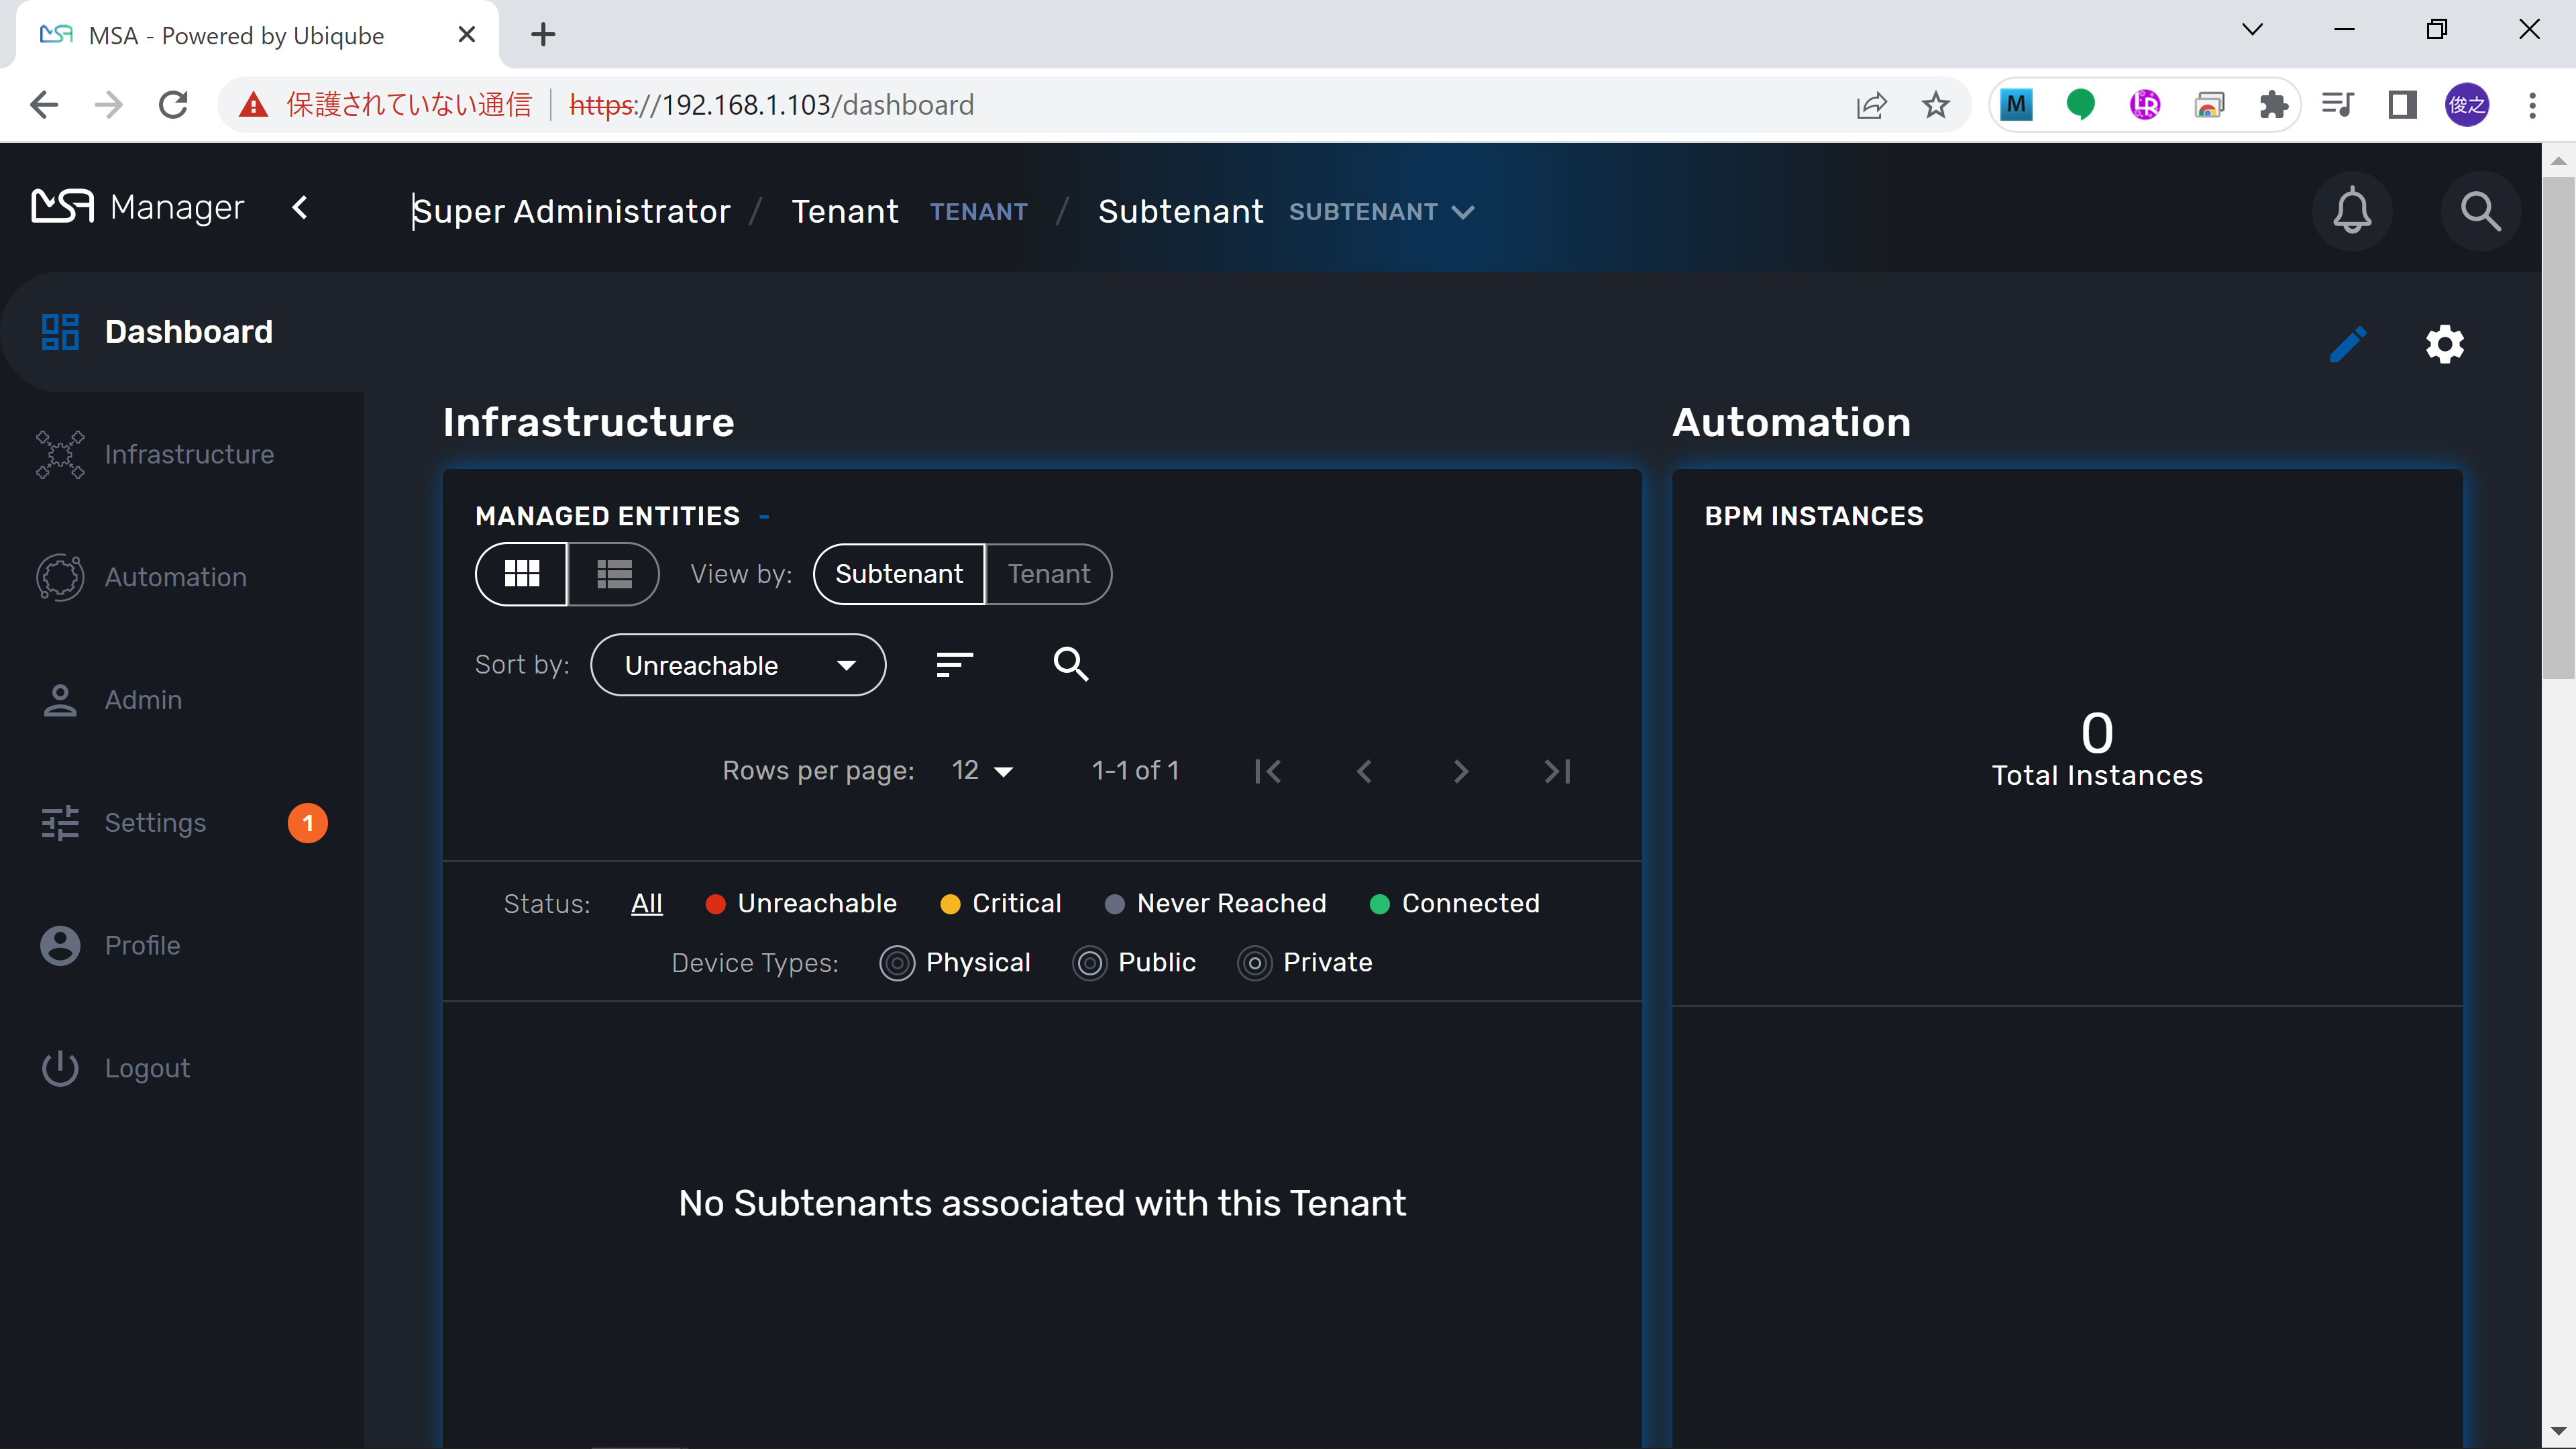 MSA - Powered by Ubiqube
保護されていない通信 https://192.168.1.103/dashboard
M
LR
俊之
MSA Manager
Super Administrator / Tenant TENANT / Subtenant SUBTENANT
Dashboard
Infrastructure
Automation
Admin
Settings 1
Profile
Logout
Infrastructure
MANAGED ENTITIES -
View by: Subtenant Tenant
Sort by: Unreachable
Rows per page: 12 1-1 of 1
Status: All Unreachable Critical Never Reached Connected
Device Types: Physical Public Private
No Subtenants associated with this Tenant
Automation
BPM INSTANCES
0
Total Instances